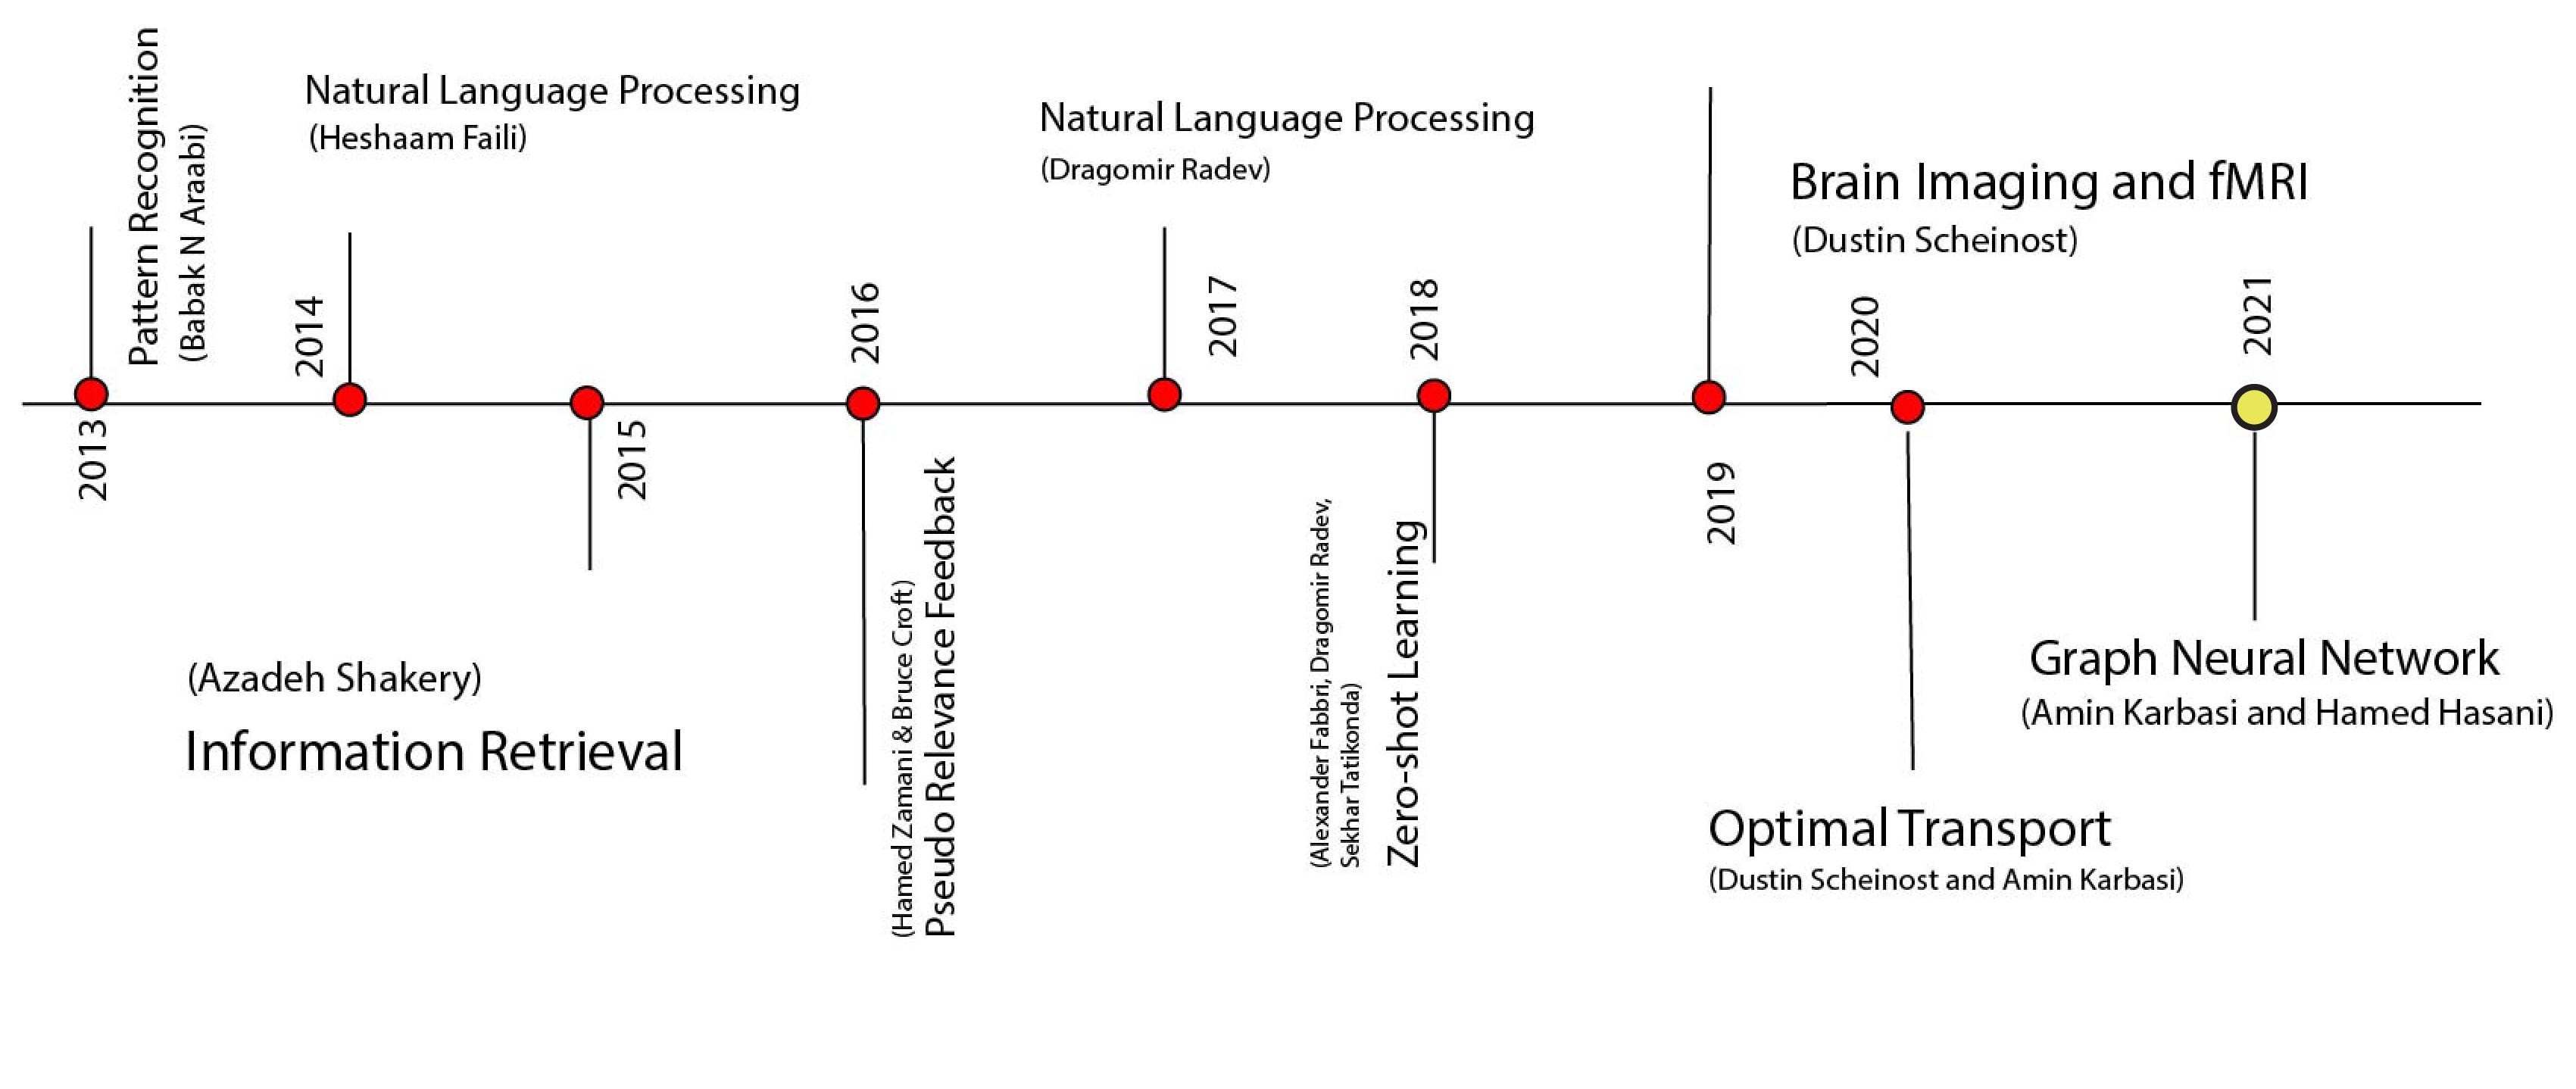 2013
Pattern Recognition
(Babak N Araabi)
2014
Natural Language Processing
(Heshaam Faili)
2015
(Azadeh Shakery)
Information Retrieval
2016
(Hamed Zamani & Bruce Croft)
Pseudo Relevance Feedback
Natural Language Processing
(Dragomir Radev)
2017
2018
(Alexander Fabbri, Dragomir Radev,
Sekhar Tatikonda)
Zero-shot Learning
2019
Brain Imaging and fMRI
(Dustin Scheinost)
2020
Optimal Transport
(Dustin Scheinost and Amin Karbasi)
2021
Graph Neural Network
(Amin Karbasi and Hamed Hasani)